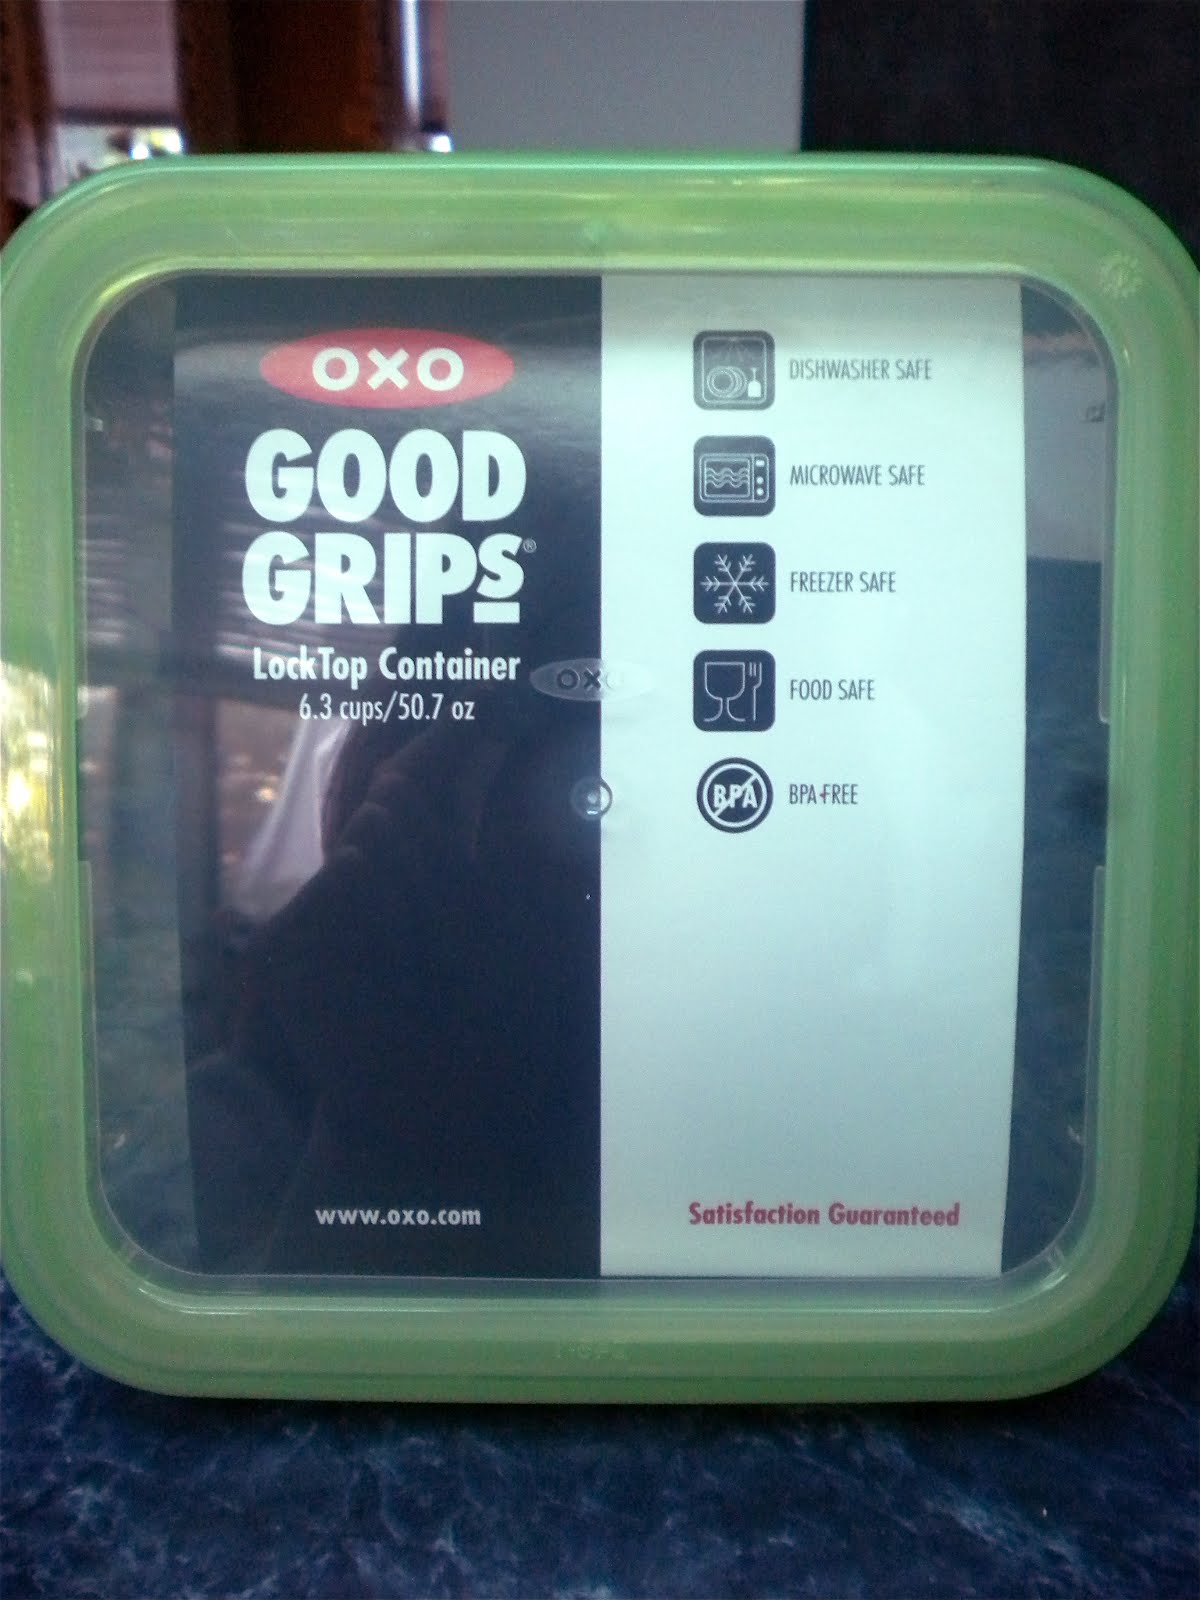 OXO
GOOD
GRIPS®
LockTop Container
6.3 cups/50.7 oz
www.oxo.com
OXO
DISHWASHER SAFE
MICROWAVE SAFE
FREEZER SAFE
FOOD SAFE
BPA
BPA-FREE
Satisfaction Guaranteed